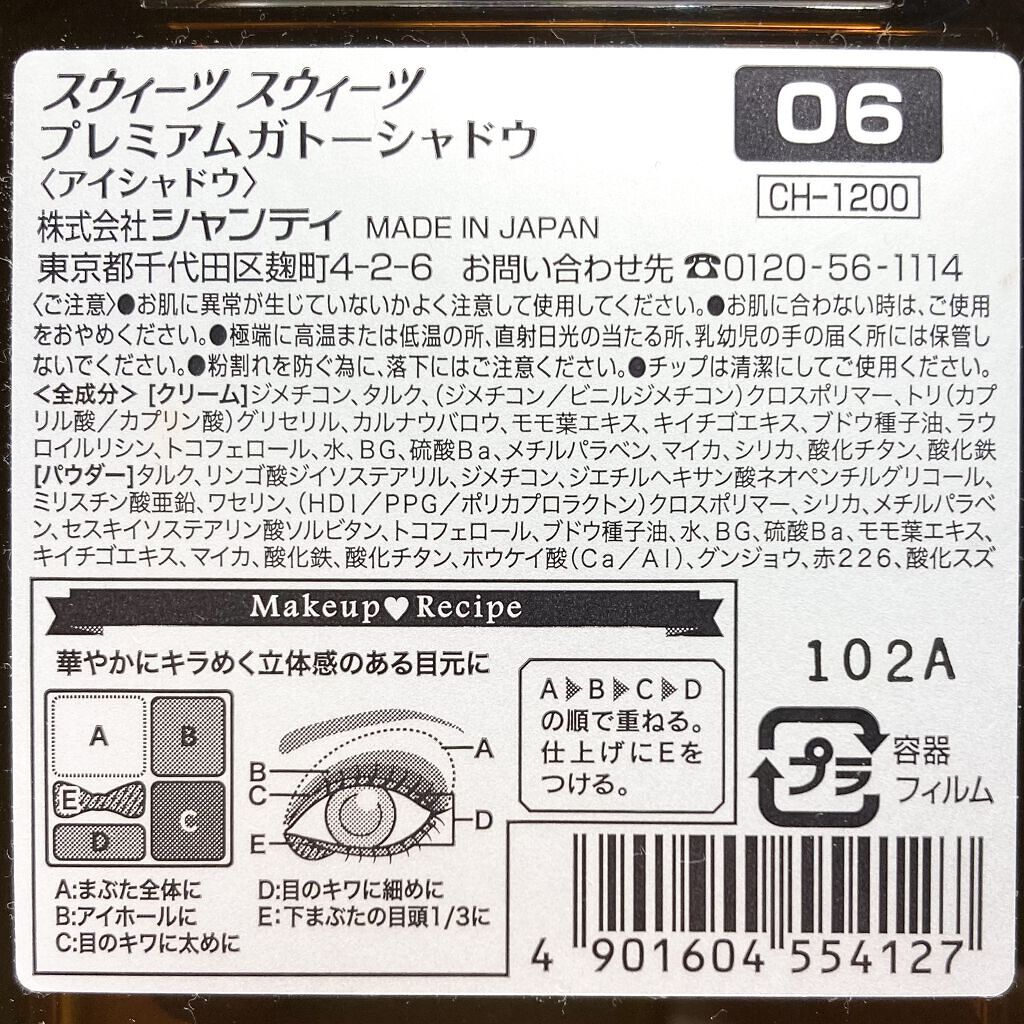 スウィーツ スウィーツ
プレミアムガトーシャドウ
〈アイシャドウ〉
06
CH-1200
株式会社シャンティ MADE IN JAPAN
東京都千代田区麹町4-2-6 お問い合わせ先 ☎0120-56-1114
〈ご注意〉●お肌に異常が生じていないかよく注意して使用してください。●お肌に合わない時は、ご使用
をおやめください。●極端に高温または低温の所、直射日光の当たる所、乳幼児の手の届く所には保管し
ないでください。●粉割れを防ぐ為に、落下にはご注意ください。●チップは清潔にしてご使用ください。
<全成分> [クリーム]ジメチコン、タルク、(ジメチコン／ビニルジメチコン)クロスポリマー、トリ(カプ
リル酸／カプリン酸)グリセリル、カルナウバロウ、モモ葉エキス、キイチゴエキス、ブドウ種子油、ラウ
ロイルリシン、トコフェロール、水、BG、硫酸Ba、メチルパラベン、マイカ、シリカ、酸化チタン、酸化鉄
[パウダー]タルク、リンゴ酸ジイソステアリル、ジメチコン、ジエチルヘキサン酸ネオペンチルグリコール、
ミリスチン酸亜鉛、ワセリン、(HDI／PPG／ポリカプロラクトン)クロスポリマー、シリカ、メチルパラベ
ン、セスキイソステアリン酸ソルビタン、トコフェロール、ブドウ種子油、水、BG、硫酸Ba、モモ葉エキス、
キイチゴエキス、マイカ、酸化鉄、酸化チタン、ホウケイ酸(Ca／Al)、グンジョウ、赤226、酸化スズ
Makeup♥Recipe
華やかにキラめく立体感のある目元に
A
B
E
C
D
A
B
C
D
E
A▶B▶C▶D
の順で重ねる。
仕上げにEを
つける。
A:まぶた全体に
B:アイホールに
C:目のキワに太めに
D:目のキワに細めに
E:下まぶたの目頭1/3に
102A
プラ
容器
フィルム
4 901604 554127